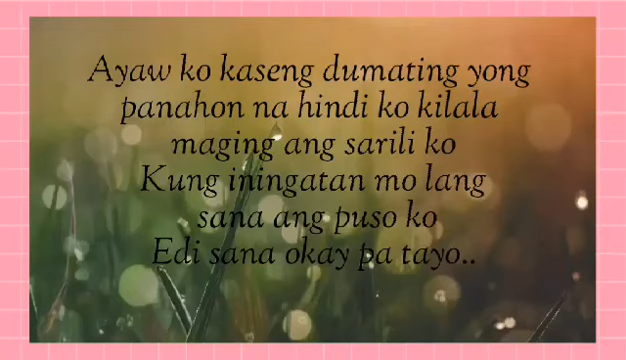 Ayaw ko kaseng dumating yong
panahon na hindi ko kilala
maging ang sarili ko
Kung iningatan mo lang
sana ang puso ko
Edi sana okay pa tayo..